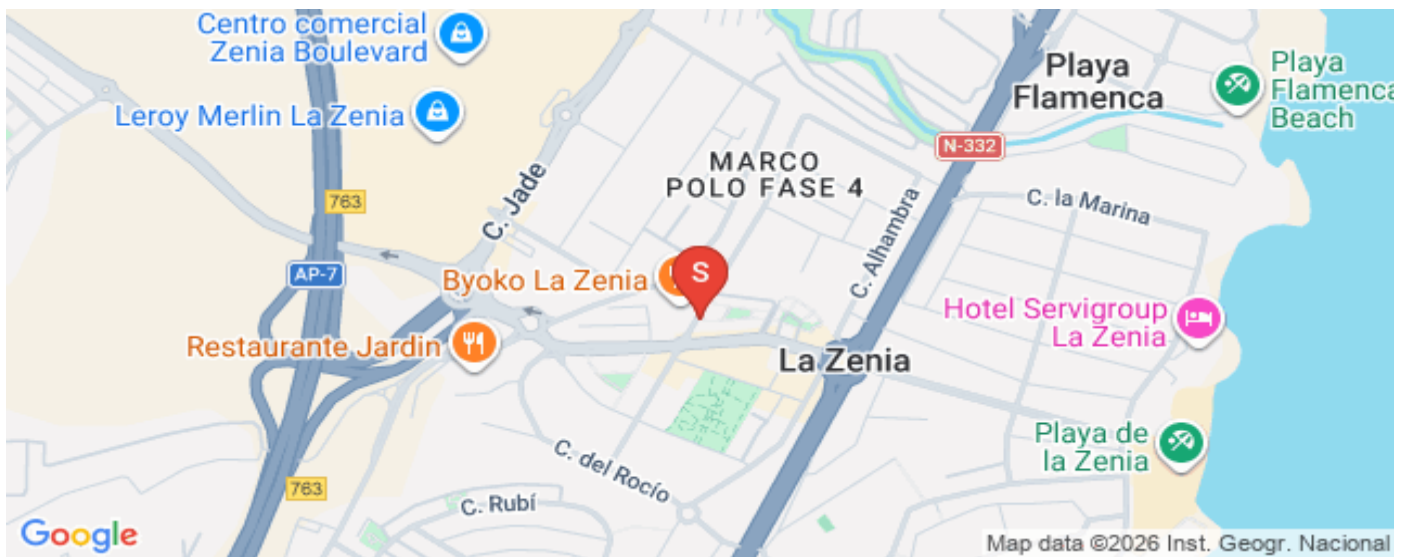 Centro comercial
Zenia Boulevard
Leroy Merlin La Zenia
Playa
Flamenca
Playa
Flamenca
Beach
N-332
MARCO
POLO FASE 4
C. Jade
763
C. la Marina
C. Alhambra
AP-7
Byoko La Zenia
S
Hotel Servigroup
La Zenia
Restaurante Jardin
La Zenia
Playa de
la Zenia
C. del Rocío
763
C. Rubí
Google
Map data ©2026 Inst. Geogr. Nacional